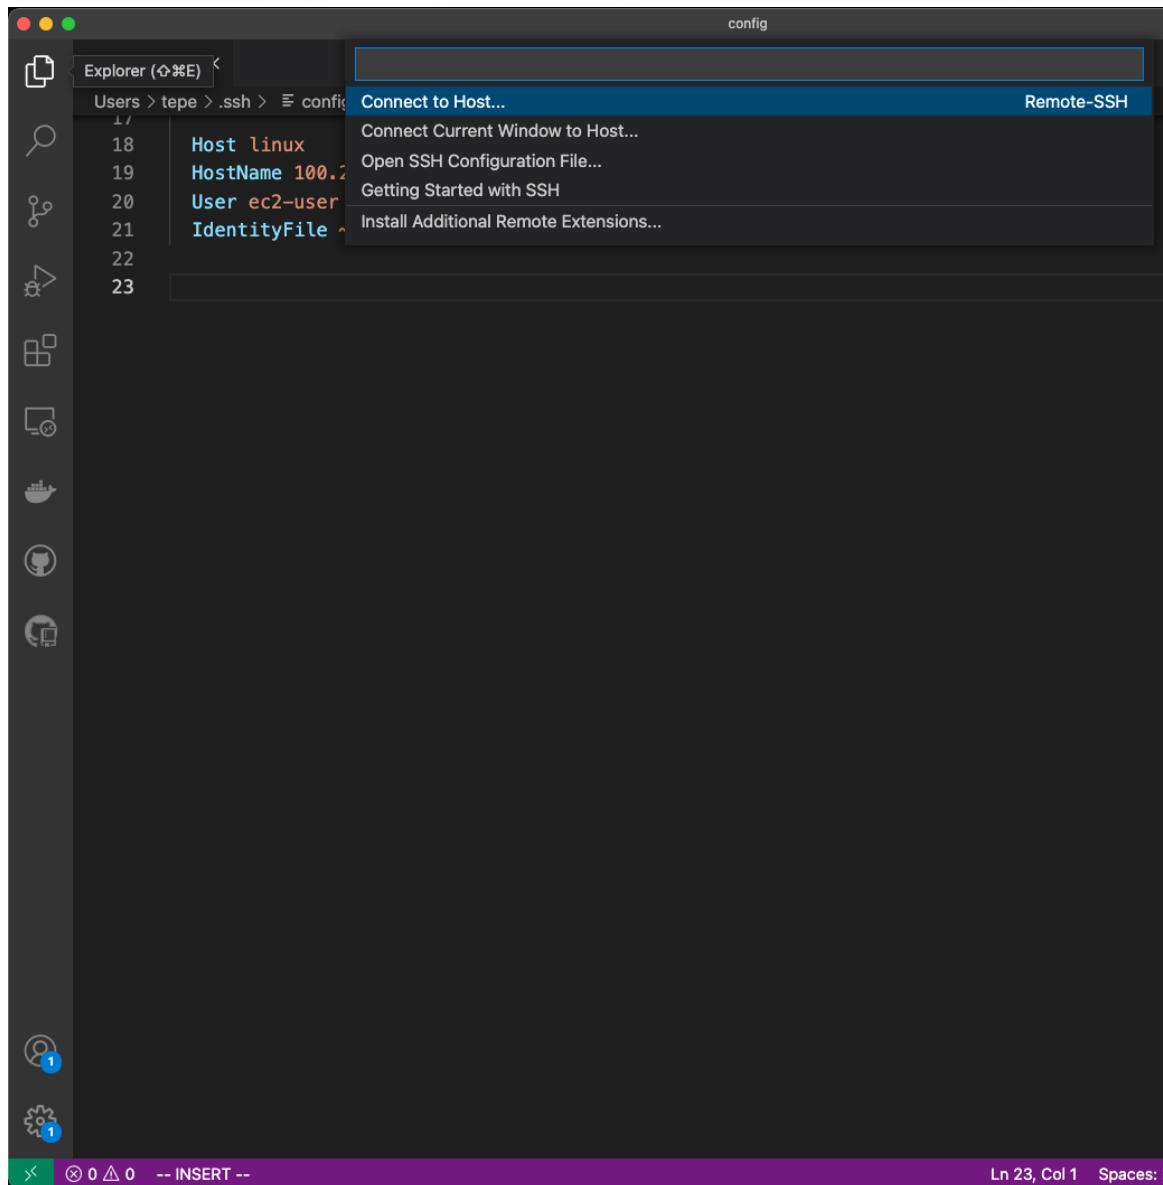 config
Explorer (⇧⌘E)
Users > tepe > .ssh > config
Connect to Host... Remote-SSH
Connect Current Window to Host...
Open SSH Configuration File...
Getting Started with SSH
Install Additional Remote Extensions...
17
18 Host linux
19 HostName 100.2
20 User ec2-user
21 IdentityFile ~
22
23
1
1
0 0 -- INSERT -- Ln 23, Col 1 Spaces: